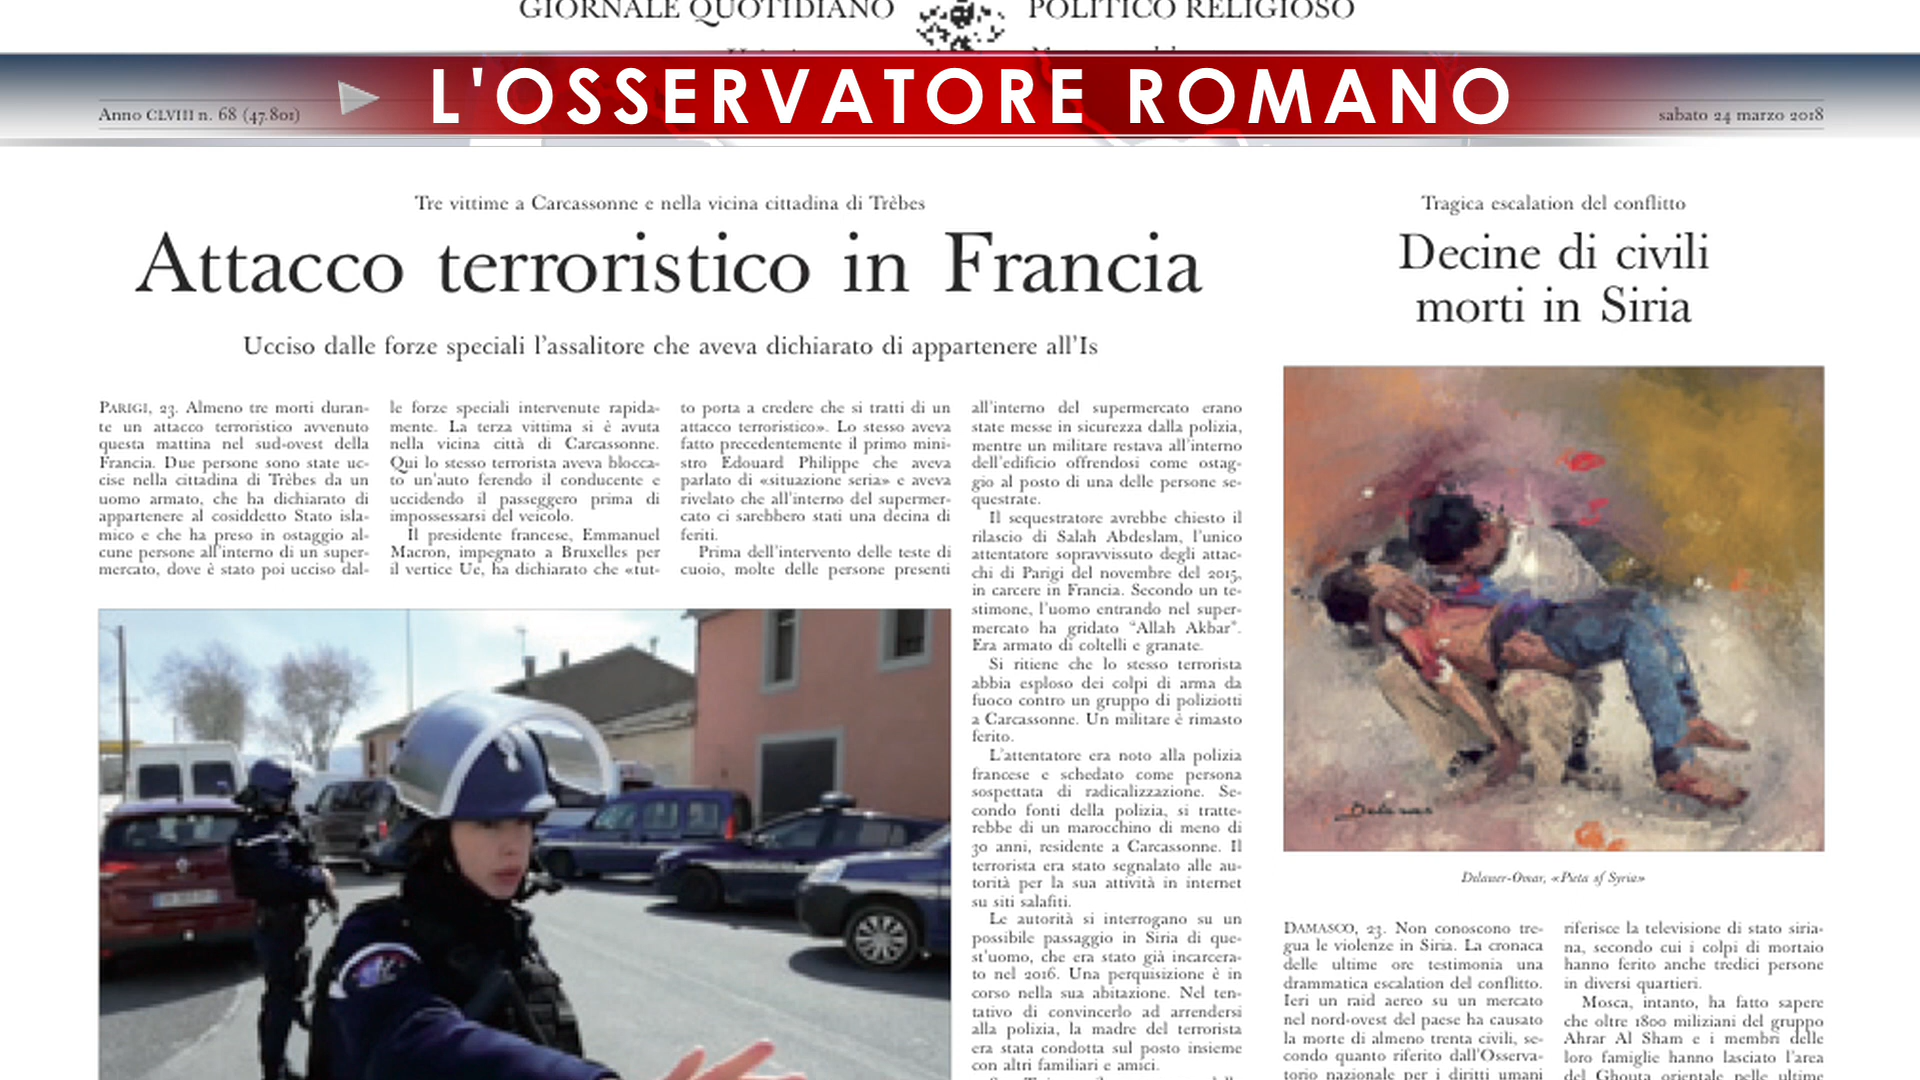 GIORNALE QUOTIDIANO POLITICO RELIGIOSO
L'OSSERVATORE ROMANO
Anno CLVIII n. 68 (47.801)
sabato 24 marzo 2018
Tre vittime a Carcassonne e nella vicina cittadina di Trèbes
Attacco terroristico in Francia
Ucciso dalle forze speciali l'assalitore che aveva dichiarato di appartenere all'Is
PARIGI, 23. Almeno tre morti duran-
te un attacco terroristico avvenuto
questa mattina nel sud-ovest della
Francia. Due persone sono state uc-
cise nella cittadina di Trèbes da un
uomo armato, che ha dichiarato di
appartenere al cosiddetto Stato isla-
mico e che ha preso in ostaggio al-
cune persone all'interno di un super-
mercato, dove è stato poi ucciso dal-
le forze speciali intervenute rapida-
mente. La terza vittima si è avuta
nella vicina città di Carcassonne.
Qui lo stesso terrorista aveva blocca-
to un'auto ferendo il conducente e
uccidendo il passeggero prima di
impossessarsi del veicolo.
Il presidente francese, Emmanuel
Macron, impegnato a Bruxelles per
il vertice Ue, ha dichiarato che «tut-
to porta a credere che si tratti di un
attacco terroristico». Lo stesso aveva
fatto precedentemente il primo mini-
stro Edouard Philippe che aveva
parlato di «situazione seria» e aveva
rivelato che all'interno del supermer-
cato ci sarebbero stati una decina di
feriti.
Prima dell'intervento delle teste di
cuoio, molte delle persone presenti
all'interno del supermercato erano
state messe in sicurezza dalla polizia,
mentre un militare restava all'interno
dell'edificio offrendosi come ostag-
gio al posto di una delle persone se-
questrate.
Il sequestratore avrebbe chiesto il
rilascio di Salah Abdeslam, l'unico
attentatore sopravvissuto degli attac-
chi di Parigi del novembre del 2015,
in carcere in Francia. Secondo un te-
stimone, l'uomo entrando nel super-
mercato ha gridato "Allah Akbar".
Era armato di coltelli e granate.
Si ritiene che lo stesso terrorista
abbia esploso dei colpi di arma da
fuoco contro un gruppo di poliziotti
a Carcassonne. Un militare è rimasto
ferito.
L'attentatore era noto alla polizia
francese e schedato come persona
sospettata di radicalizzazione. Se-
condo fonti della polizia, si tratte-
rebbe di un marocchino di meno di
30 anni, residente a Carcassonne. Il
terrorista era stato segnalato alle au-
torità per la sua attività in internet
su siti salafiti.
Le autorità si interrogano su un
possibile passaggio in Siria di que-
st'uomo, che era stato già incarcera-
to nel 2016. Una perquisizione è in
corso nella sua abitazione. Nel ten-
tativo di convincerlo ad arrendersi
alla polizia, la madre del terrorista
era stata condotta sul posto insieme
con altri familiari e amici.
Tragica escalation del conflitto
Decine di civili
morti in Siria
Delawer-Omar, «Pieta of Syria»
DAMASCO, 23. Non conoscono tre-
gua le violenze in Siria. La cronaca
delle ultime ore testimonia una
drammatica escalation del conflitto.
Ieri un raid aereo su un mercato
nel nord-ovest del paese ha causato
la morte di almeno trenta civili, se-
condo quanto riferito dall'Osserva-
torio nazionale per i diritti umani
riferisce la televisione di stato siria-
na, secondo cui i colpi di mortaio
hanno ferito anche tredici persone
in diversi quartieri.
Mosca, intanto, ha fatto sapere
che oltre 1800 miliziani del gruppo
Ahrar Al Sham e i membri delle
loro famiglie hanno lasciato l'area
del Ghouta orientale nelle ultime